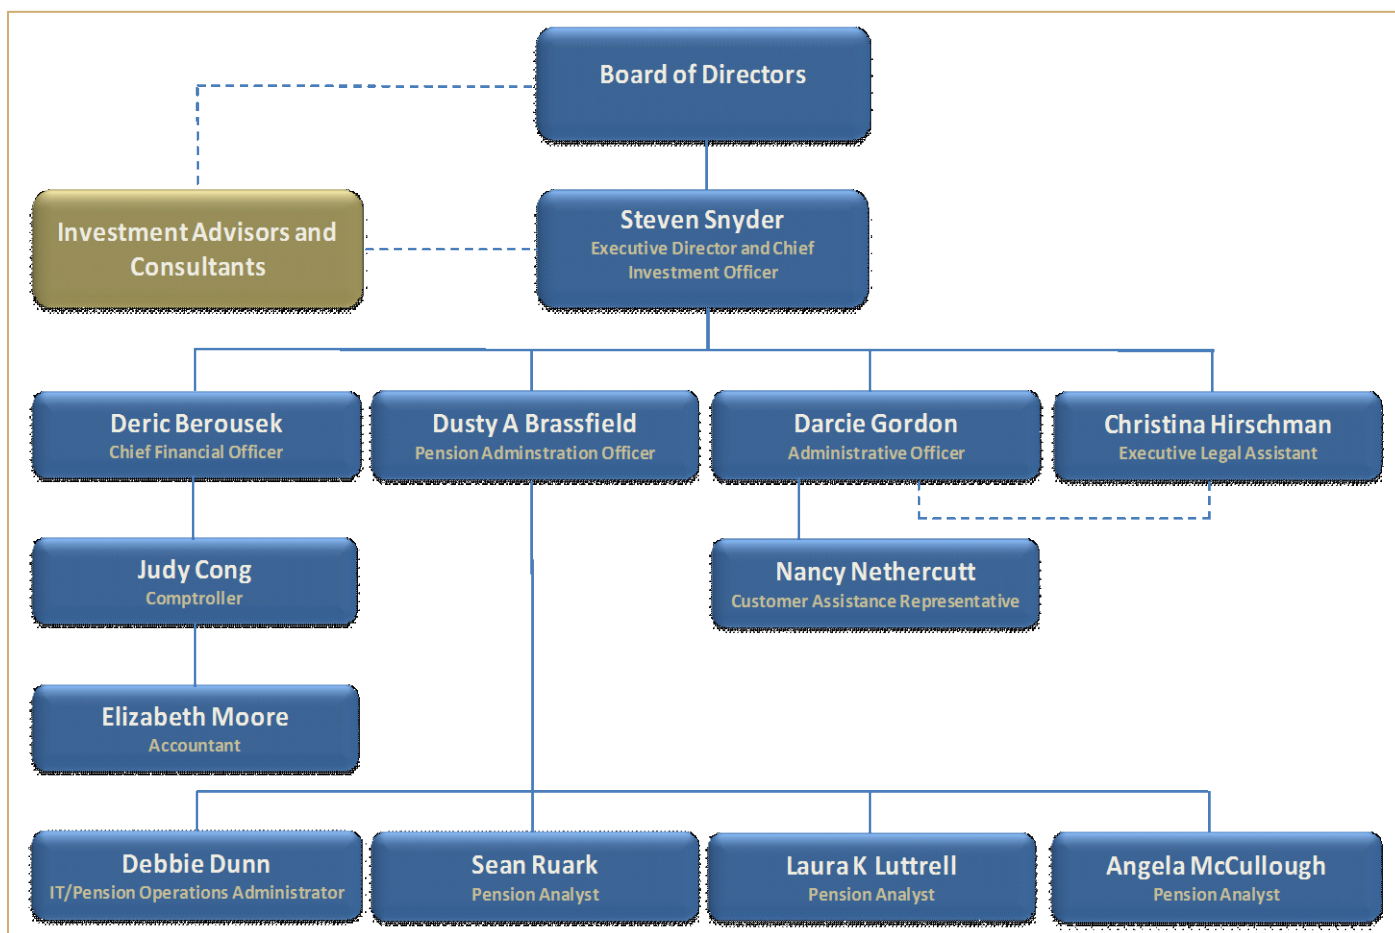 Board of Directors
Investment Advisors and
Consultants
Steven Snyder
Executive Director and Chief
Investment Officer
Deric Berousek
Chief Financial Officer
Dusty A Brassfield
Pension Adminstration Officer
Darcie Gordon
Administrative Officer
Christina Hirschman
Executive Legal Assistant
Judy Cong
Comptroller
Nancy Nethercutt
Customer Assistance Representative
Elizabeth Moore
Accountant
Debbie Dunn
IT/Pension Operations Administrator
Sean Ruark
Pension Analyst
Laura K Luttrell
Pension Analyst
Angela McCullough
Pension Analyst